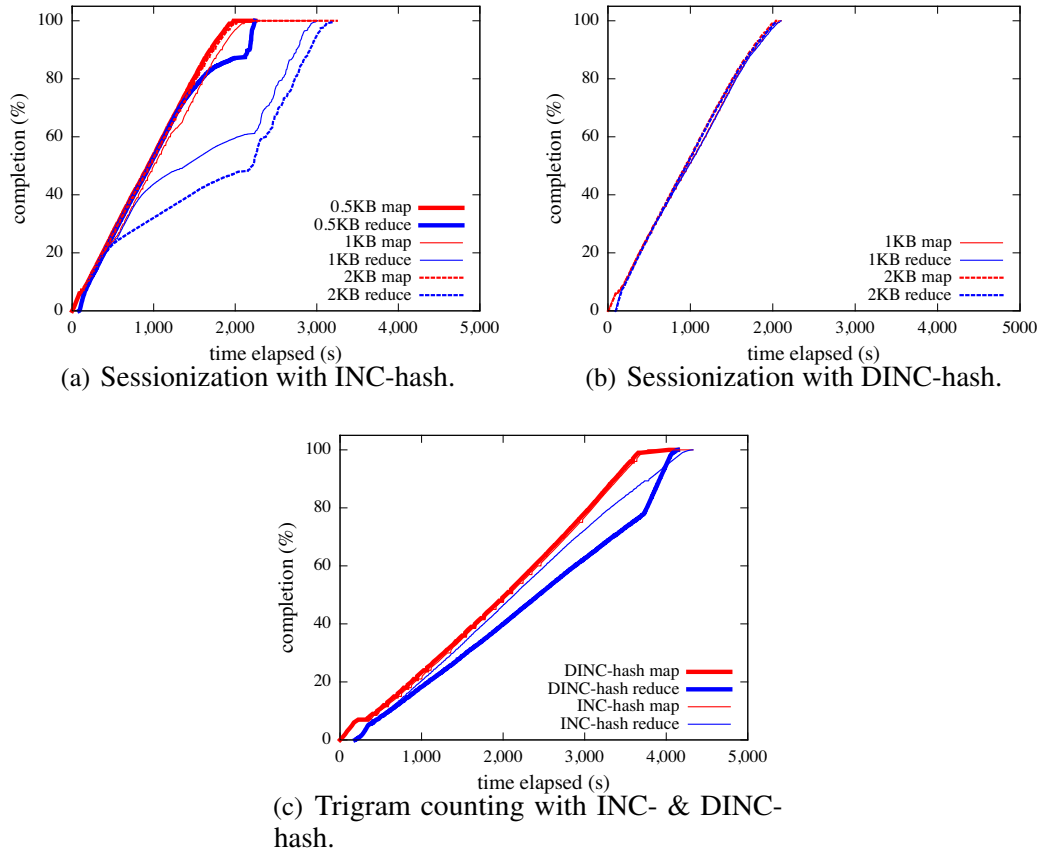 100
80
60
40
20
0
completion (%)
0.5KB map
0.5KB reduce
1KB map
1KB reduce
2KB map
2KB reduce
0 1,000 2,000 3,000 4,000 5,000
time elapsed (s)
(a) Sessionization with INC-hash.
100
80
60
40
20
0
completion (%)
1KB map
1KB reduce
2KB map
2KB reduce
0 1,000 2,000 3,000 4,000 5000
time elapsed (s)
(b) Sessionization with DINC-hash.
100
80
60
40
20
0
completion (%)
DINC-hash map
DINC-hash reduce
INC-hash map
INC-hash reduce
0 1,000 2,000 3,000 4,000 5,000
time elapsed (s)
(c) Trigram counting with INC- & DINC-
hash.